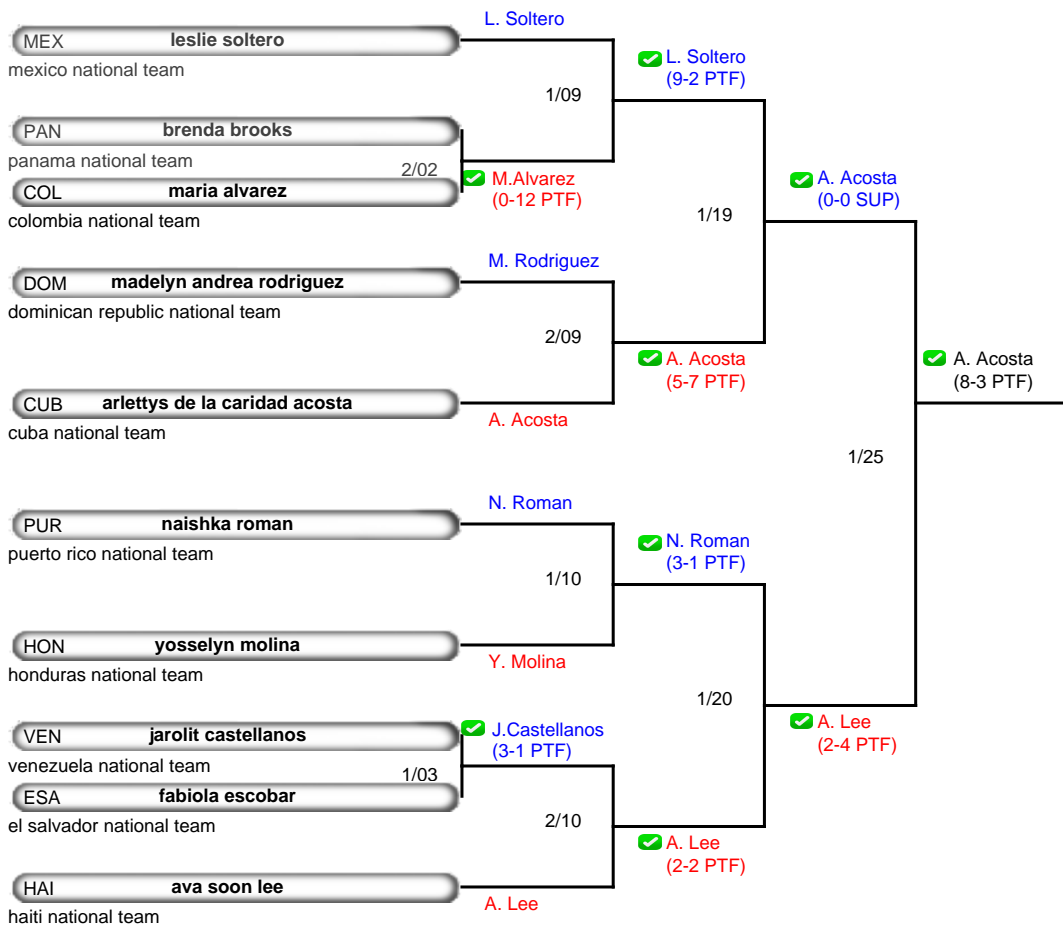 L. Soltero
MEX leslie soltero
mexico national team
L. Soltero
(9-2 PTF)
1/09
PAN brenda brooks
panama national team
2/02
COL maria alvarez
colombia national team
M.Alvarez
(0-12 PTF)
A. Acosta
(0-0 SUP)
1/19
DOM madelyn andrea rodriguez
dominican republic national team
M. Rodriguez
2/09
A. Acosta
(5-7 PTF)
A. Acosta
(8-3 PTF)
CUB arlettys de la caridad acosta
cuba national team
A. Acosta
1/25
N. Roman
PUR naishka roman
puerto rico national team
N. Roman
(3-1 PTF)
1/10
HON yosselyn molina
honduras national team
Y. Molina
1/20
A. Lee
(2-4 PTF)
VEN jarolit castellanos
venezuela national team
J.Castellanos
(3-1 PTF)
1/03
ESA fabiola escobar
el salvador national team
2/10
A. Lee
(2-2 PTF)
HAI ava soon lee
haiti national team
A. Lee